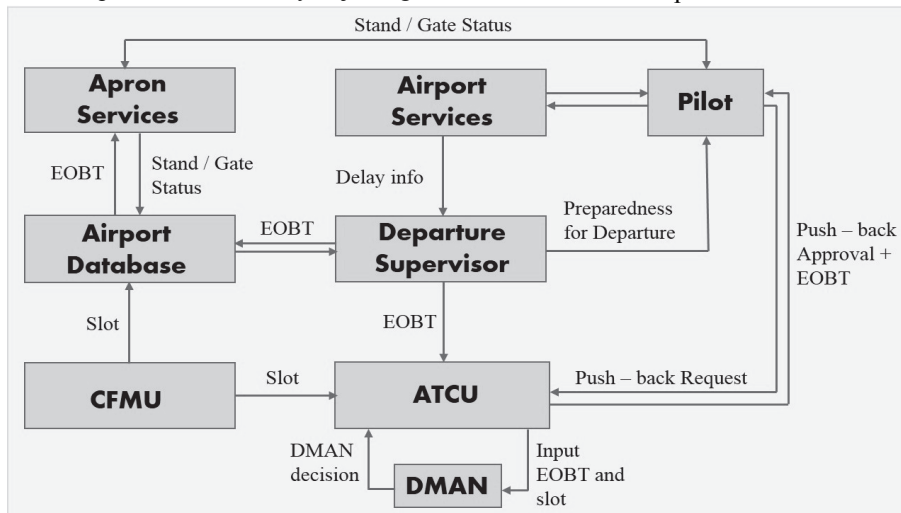 Stand / Gate Status
Apron
Services
Airport
Services
Pilot
EOBT
Stand / Gate
Status
Delay info
Preparedness
for Departure
Push – back
Approval +
EOBT
Airport
Database
EOBT
Departure
Supervisor
Slot
EOBT
CFMU
Slot
ATCU
Push – back Request
DMAN
decision
Input
EOBT and
slot
DMAN